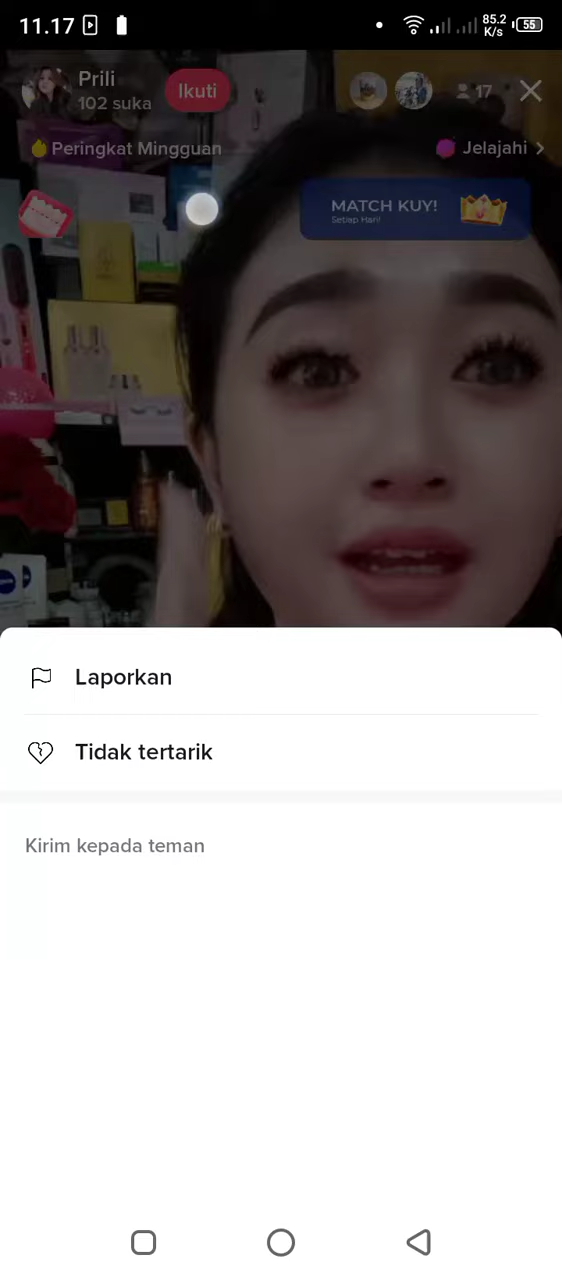 11.17
85.2
K/s
55
Prili
102 suka
Ikuti
17
Peringkat Mingguan
Jelajahi
MATCH KUY!
Setiap Hari!
Laporkan
Tidak tertarik
Kirim kepada teman